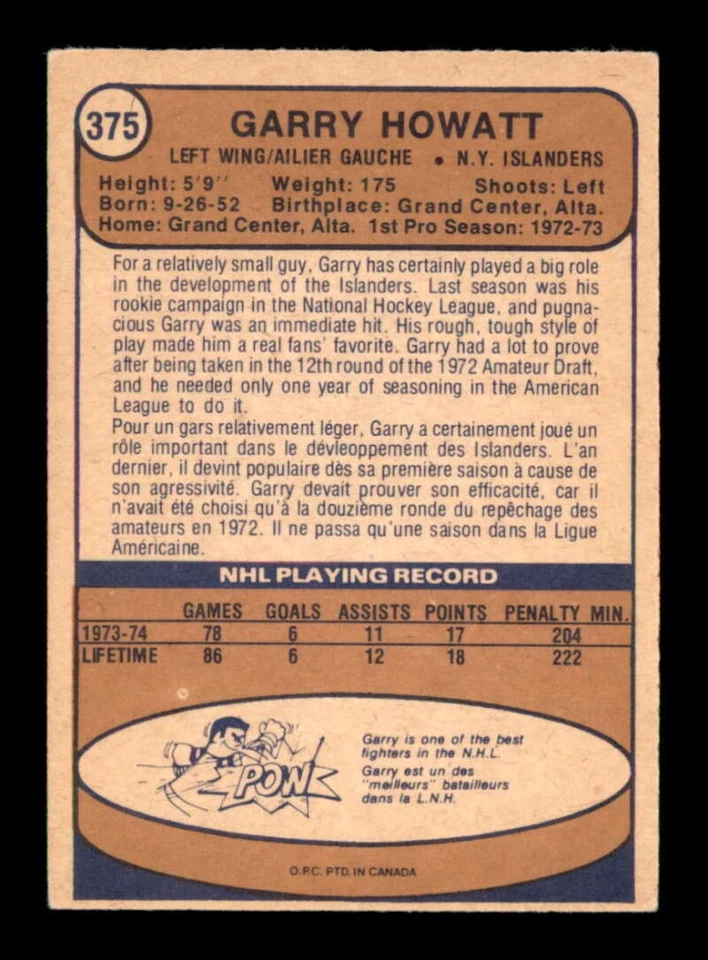 375
GARRY HOWATT
LEFT WING/AILIER GAUCHE • N.Y. ISLANDERS
Height: 5'9'' Weight: 175 Shoots: Left
Born: 9-26-52 Birthplace: Grand Center, Alta.
Home: Grand Center, Alta. 1st Pro Season: 1972-73
For a relatively small guy, Garry has certainly played a big role
in the development of the Islanders. Last season was his
rookie campaign in the National Hockey League, and pugna-
cious Garry was an immediate hit. His rough, tough style of
play made him a real fans' favorite. Garry had a lot to prove
after being taken in the 12th round of the 1972 Amateur Draft,
and he needed only one year of seasoning in the American
League to do it.
Pour un gars relativement léger, Garry a certainement joué un
rôle important dans le dévleoppement des Islanders. L'an
dernier, il devint populaire dès sa première saison à cause de
son agressivité. Garry devait prouver son efficacité, car il
n'avait été choisi qu'à la douzième ronde du repêchage des
amateurs en 1972. Il ne passa qu'une saison dans la Ligue
Américaine.
NHL PLAYING RECORD
GAMES GOALS ASSISTS POINTS PENALTY MIN.
1973-74 78 6 11 17 204
LIFETIME 86 6 12 18 222
POW
Garry is one of the best
fighters in the N.H.L.
Garry est un des
"meilleurs" batailleurs
dans la L.N.H.
O.P.C. PTD. IN CANADA